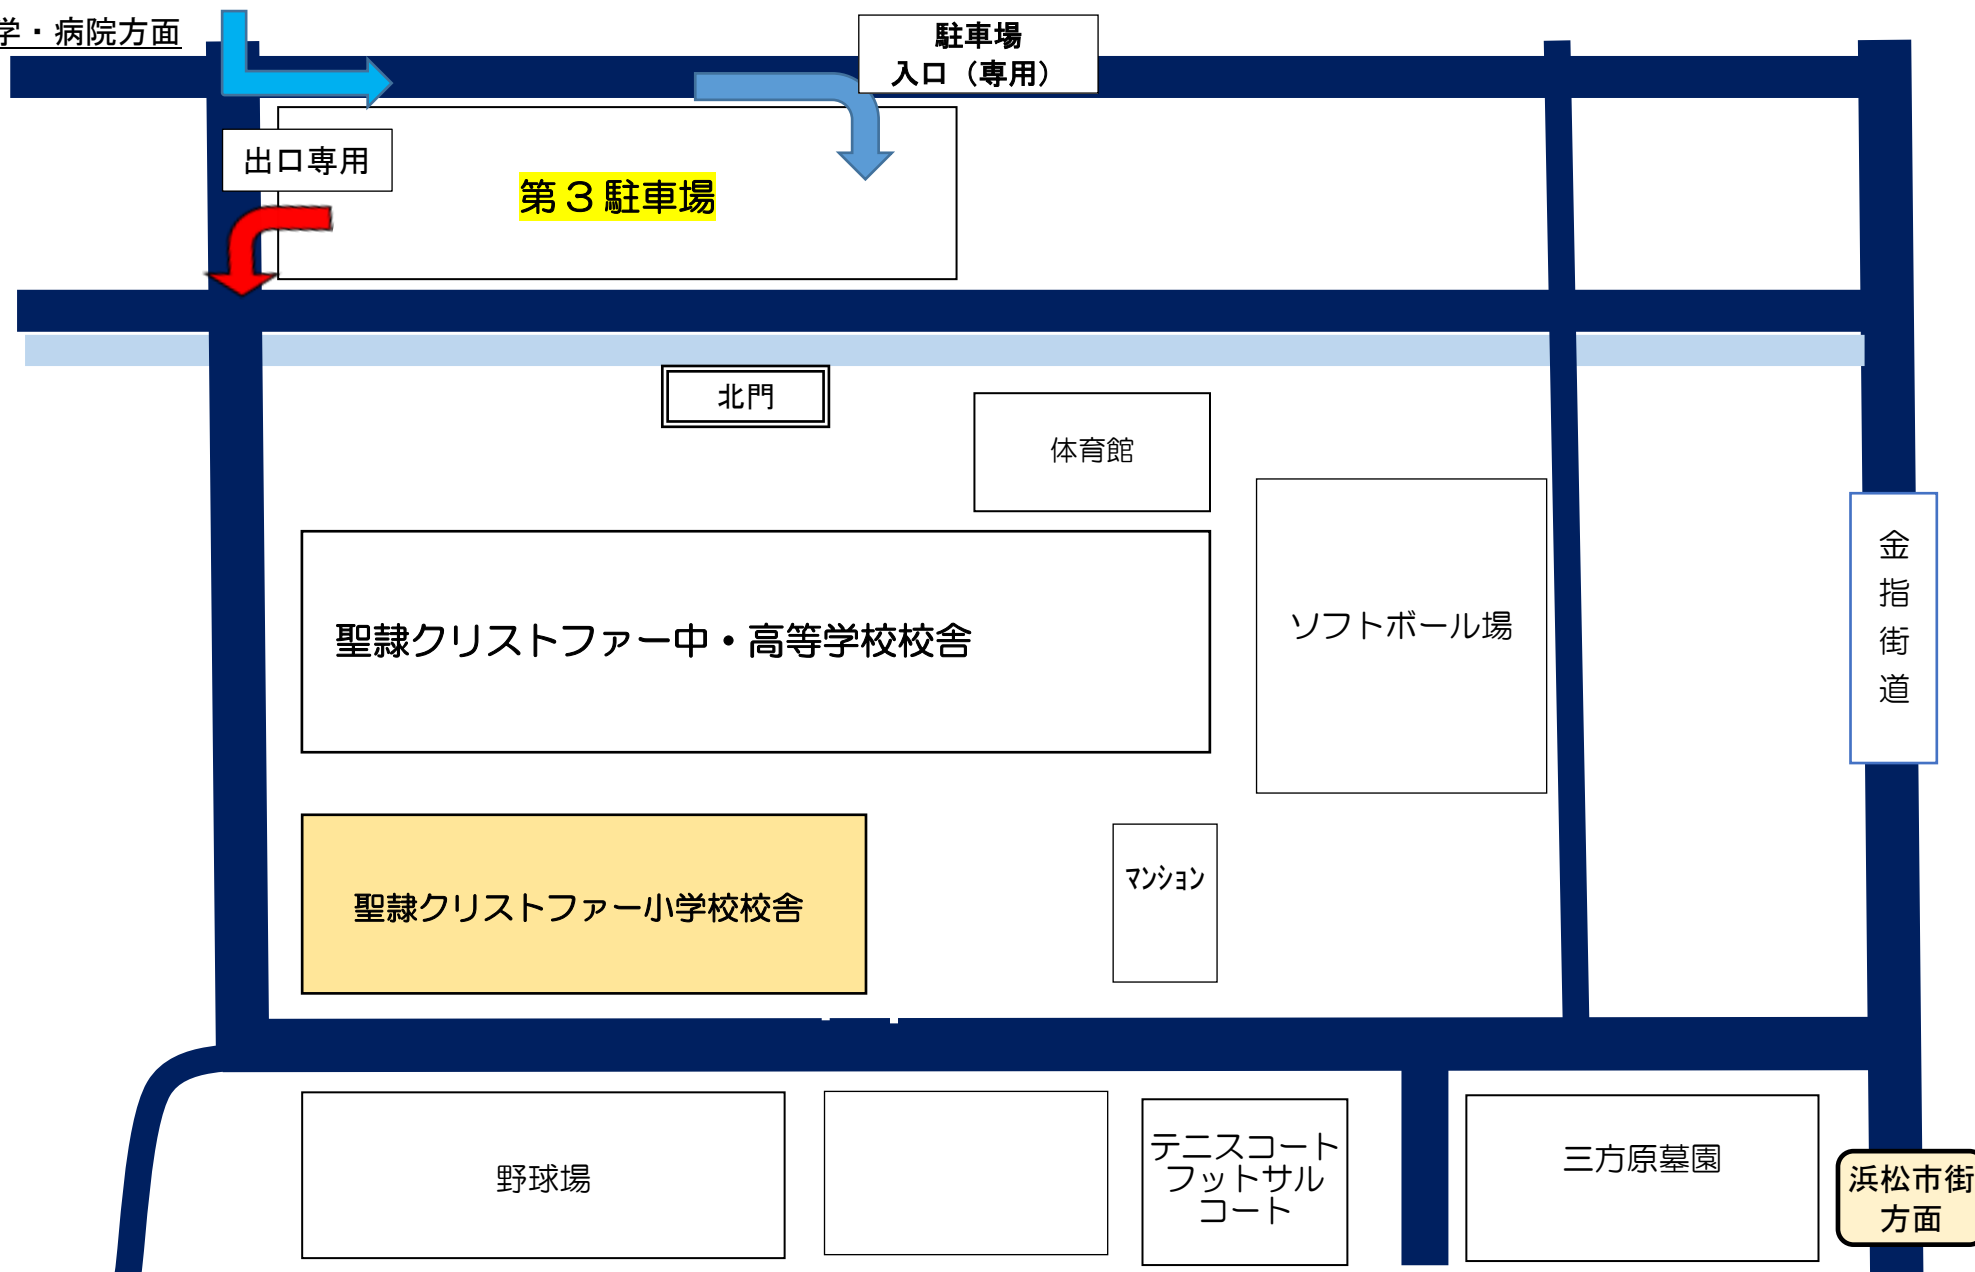 学・病院方面
駐車場
入口（専用）
出口専用
第３駐車場
北門
体育館
金指街道
ソフトボール場
聖隷クリストファー中・高等学校校舎
ﾏﾝｼｮﾝ
聖隷クリストファー小学校校舎
野球場
テニスコート
フットサル
コート
三方原墓園
浜松市街
方面